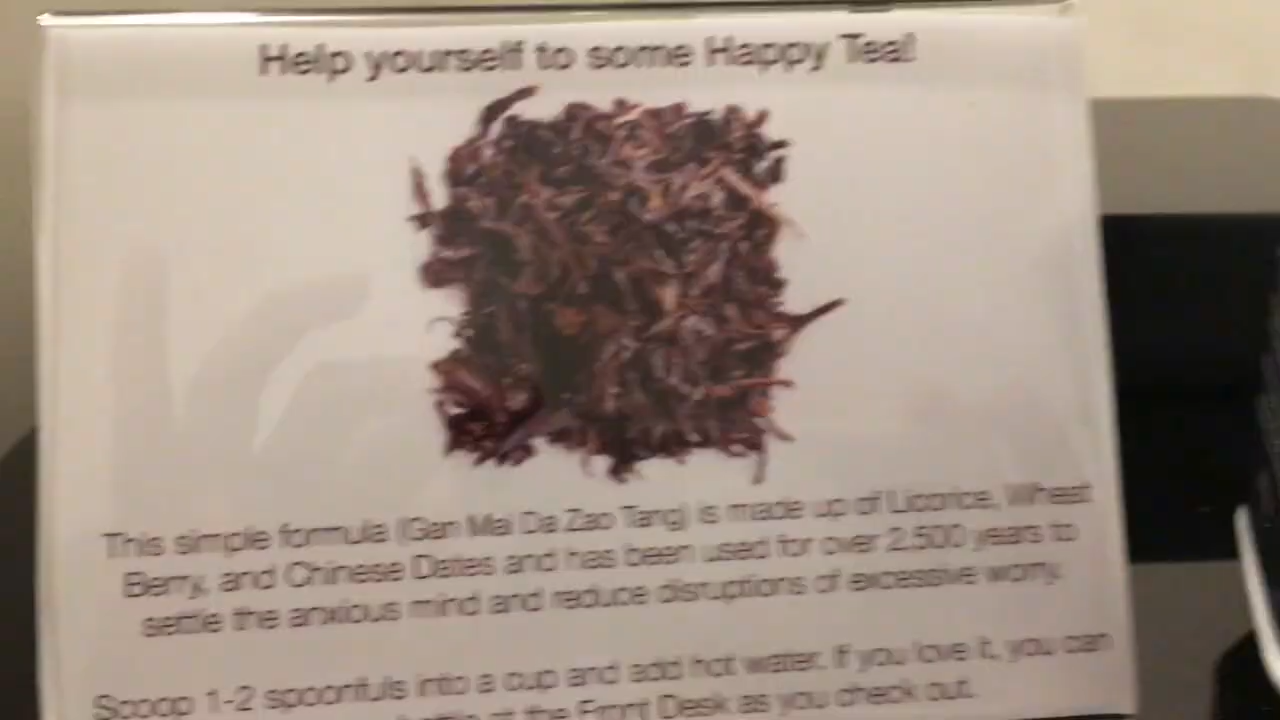 Help yourself to some Happy Tea!
This simple formula (Gan Mai Da Zao Tang) is made up of Licorice, Wheat
Berry, and Chinese Dates and has been used for over 2,500 years to
settle the anxious mind and reduce disruptions of excessive worry.
Scoop 1-2 spoonfuls into a cup and add hot water. If you love it, you can
at the Front Desk as you check out.